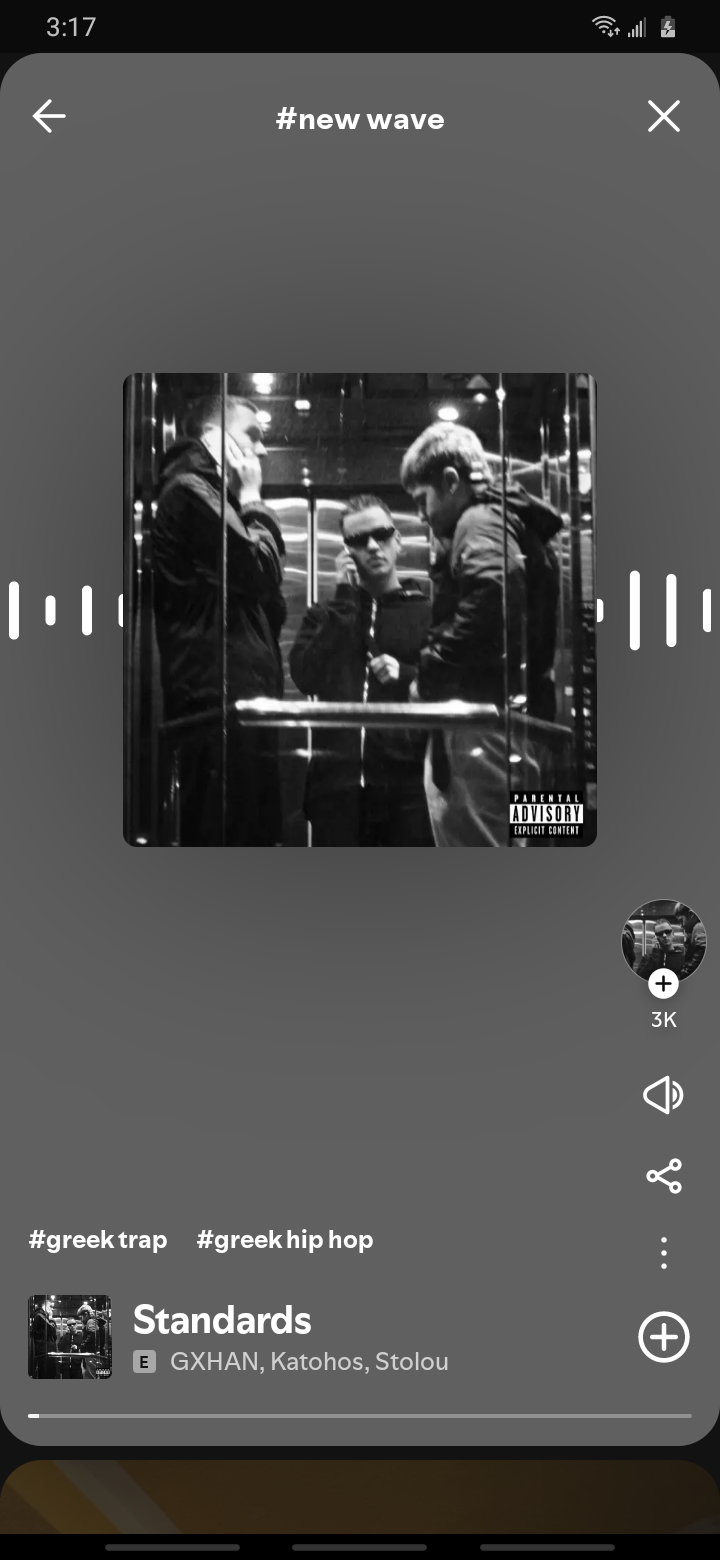 3:17
#new wave
PARENTAL
ADVISORY
EXPLICIT CONTENT
3K
#greek trap #greek hip hop
Standards
E GXHAN, Katohos, Stolou